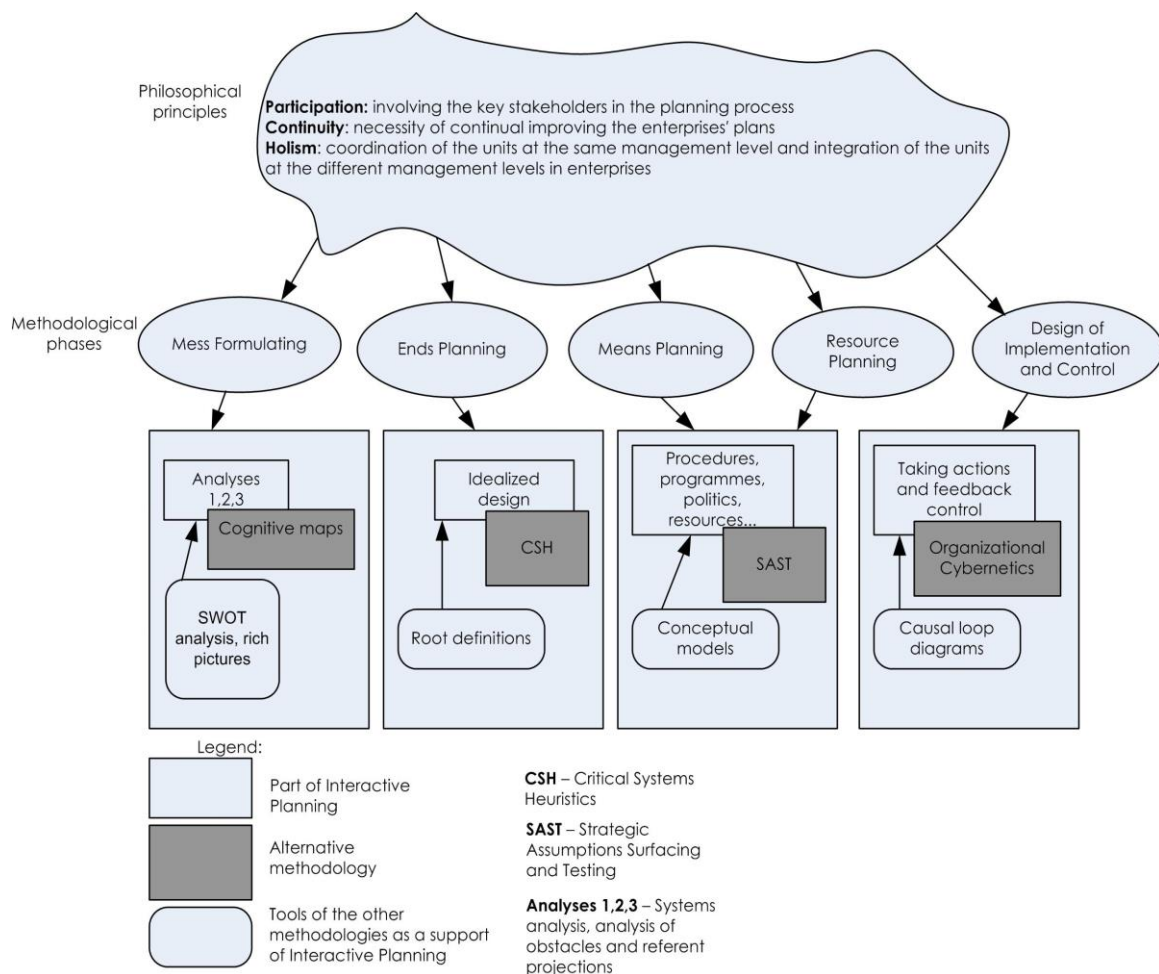 Philosophical
principles
Participation: involving the key stakeholders in the planning process
Continuity: necessity of continual improving the enterprises' plans
Holism: coordination of the units at the same management level and integration of the units
at the different management levels in enterprises
Methodological
phases
Mess Formulating
Ends Planning
Means Planning
Resource
Planning
Design of
Implementation
and Control
Analyses
1,2,3
Cognitive maps
SWOT
analysis, rich
pictures
Idealized
design
CSH
Root definitions
Procedures,
programmes,
politics,
resources...
SAST
Conceptual
models
Taking actions
and feedback
control
Organizational
Cybernetics
Causal loop
diagrams
Legend:
Part of Interactive
Planning
Alternative
methodology
Tools of the other
methodologies as a support
of Interactive Planning
CSH – Critical Systems
Heuristics
SAST – Strategic
Assumptions Surfacing
and Testing
Analyses 1,2,3 – Systems
analysis, analysis of
obstacles and referent
projections